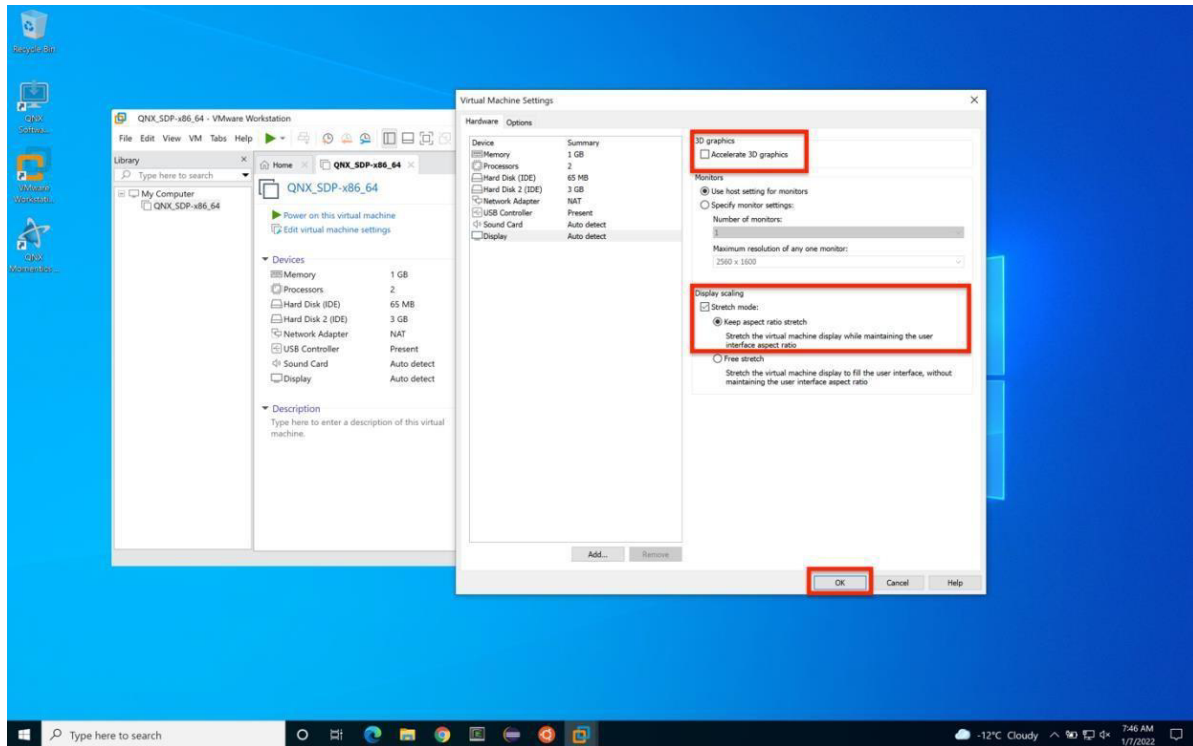 Recycle Bin
QNX
Softwa...
VMware
Workstati...
QNX
Momentics ...
QNX_SDP-x86_64 - VMware Workstation
File Edit View VM Tabs Help
Library ×
Type here to search
My Computer
QNX_SDP-x86_64
Home × QNX_SDP-x86_64 ×
QNX_SDP-x86_64
Power on this virtual machine
Edit virtual machine settings
Devices
Memory 1 GB
Processors 2
Hard Disk (IDE) 65 MB
Hard Disk 2 (IDE) 3 GB
Network Adapter NAT
USB Controller Present
Sound Card Auto detect
Display Auto detect
Description
Type here to enter a description of this virtual
machine.
Virtual Machine Settings
Hardware Options
Device Summary
Memory 1 GB
Processors 2
Hard Disk (IDE) 65 MB
Hard Disk 2 (IDE) 3 GB
Network Adapter NAT
USB Controller Present
Sound Card Auto detect
Display Auto detect
Add... Remove
3D graphics
Accelerate 3D graphics
Monitors
Use host setting for monitors
Specify monitor settings:
Number of monitors:
1
Maximum resolution of any one monitor:
2560 x 1600
Display scaling
Stretch mode:
Keep aspect ratio stretch
Stretch the virtual machine display while maintaining the user
interface aspect ratio
Free stretch
Stretch the virtual machine display to fill the user interface, without
maintaining the user interface aspect ratio
OK Cancel Help
Type here to search
-12°C Cloudy
7:46 AM
1/7/2022